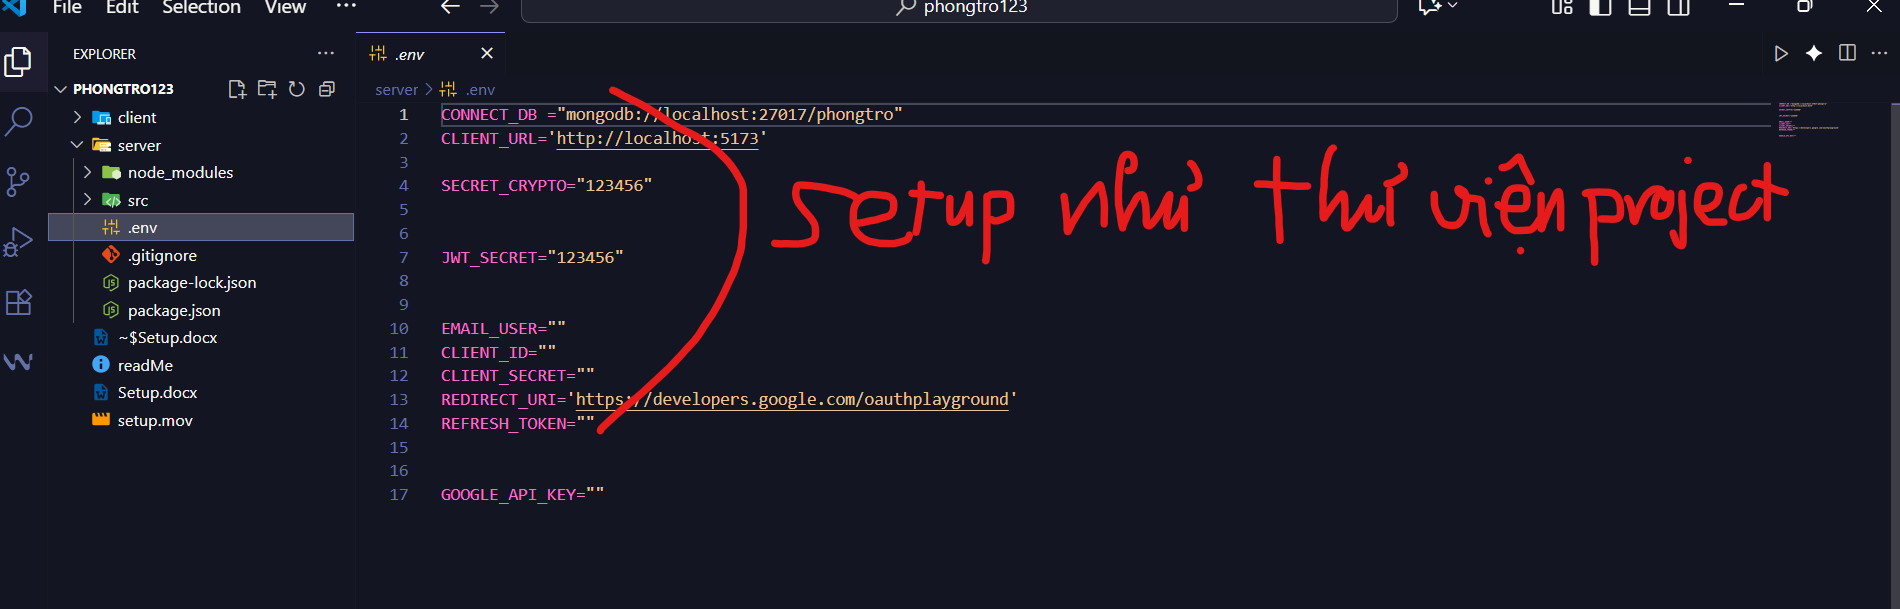 File Edit Selection View ··· phongtro123
EXPLORER ···
PHONGTRO123
client
server
node_modules
src
.env
.gitignore
package-lock.json
package.json
~$Setup.docx
readMe
Setup.docx
setup.mov
.env
server > .env
1 CONNECT_DB ="mongodb://localhost:27017/phongtro"
2 CLIENT_URL='http://localhost:5173'
3
4 SECRET_CRYPTO="123456"
5
6
7 JWT_SECRET="123456"
8
9
10 EMAIL_USER=""
11 CLIENT_ID=""
12 CLIENT_SECRET=""
13 REDIRECT_URI='https://developers.google.com/oauthplayground'
14 REFRESH_TOKEN=""
15
16
17 GOOGLE_API_KEY=""
setup như thư viện project